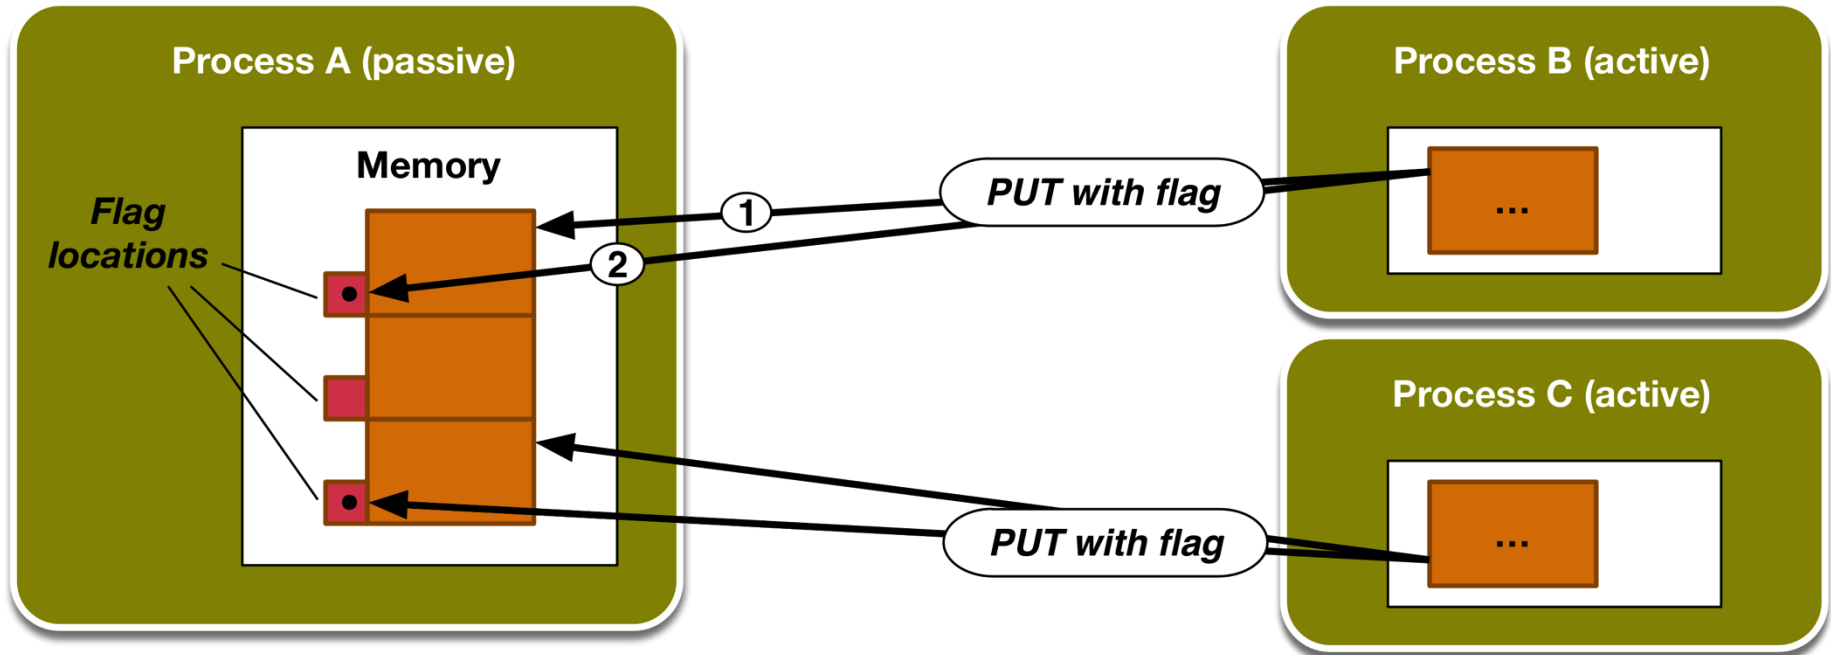 Process A (passive)
Memory
Flag
locations
1
2
PUT with flag
Process B (active)
...
PUT with flag
Process C (active)
...